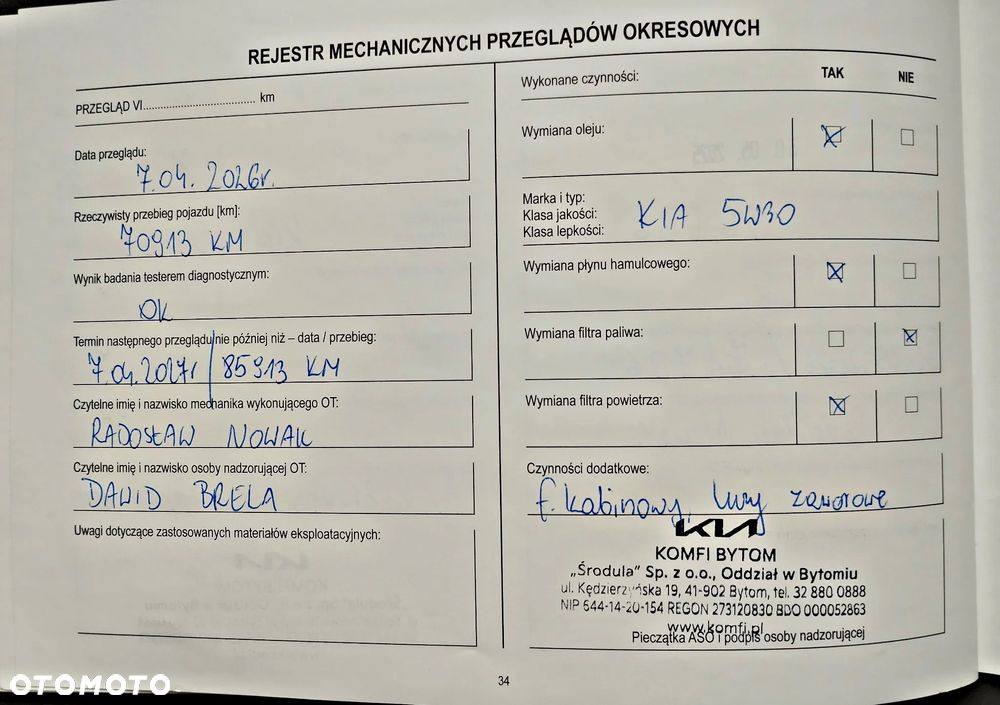 REJESTR MECHANICZNYCH PRZEGLĄDÓW OKRESOWYCH
PRZEGLĄD VI.................................. km
Data przeglądu:
7.04. 2026r.
Rzeczywisty przebieg pojazdu [km]:
70913 KM
Wynik badania testerem diagnostycznym:
OK
Termin następnego przeglądu/nie później niż – data / przebieg:
7.04.2027r / 85913 KM
Czytelne imię i nazwisko mechanika wykonującego OT:
RADOSŁAW NOWAK
Czytelne imię i nazwisko osoby nadzorującej OT:
DAWID BRELA
Uwagi dotyczące zastosowanych materiałów eksploatacyjnych:
Wykonane czynności: TAK NIE
Wymiana oleju:
Marka i typ:
Klasa jakości:
Klasa lepkości:
KIA 5W30
Wymiana płynu hamulcowego:
Wymiana filtra paliwa:
Wymiana filtra powietrza:
Czynności dodatkowe:
f. kabinowy, luzy zaworowe
KIA
KOMFI BYTOM
„Środula” Sp. z o.o., Oddział w Bytomiu
ul. Kędzierzyńska 19, 41-902 Bytom, tel. 32 880 0888
NIP 644-14-20-154 REGON 273120830 BDO 000052863
www.komfi.pl
Pieczątka ASO i podpis osoby nadzorującej
34
OTOMOTO